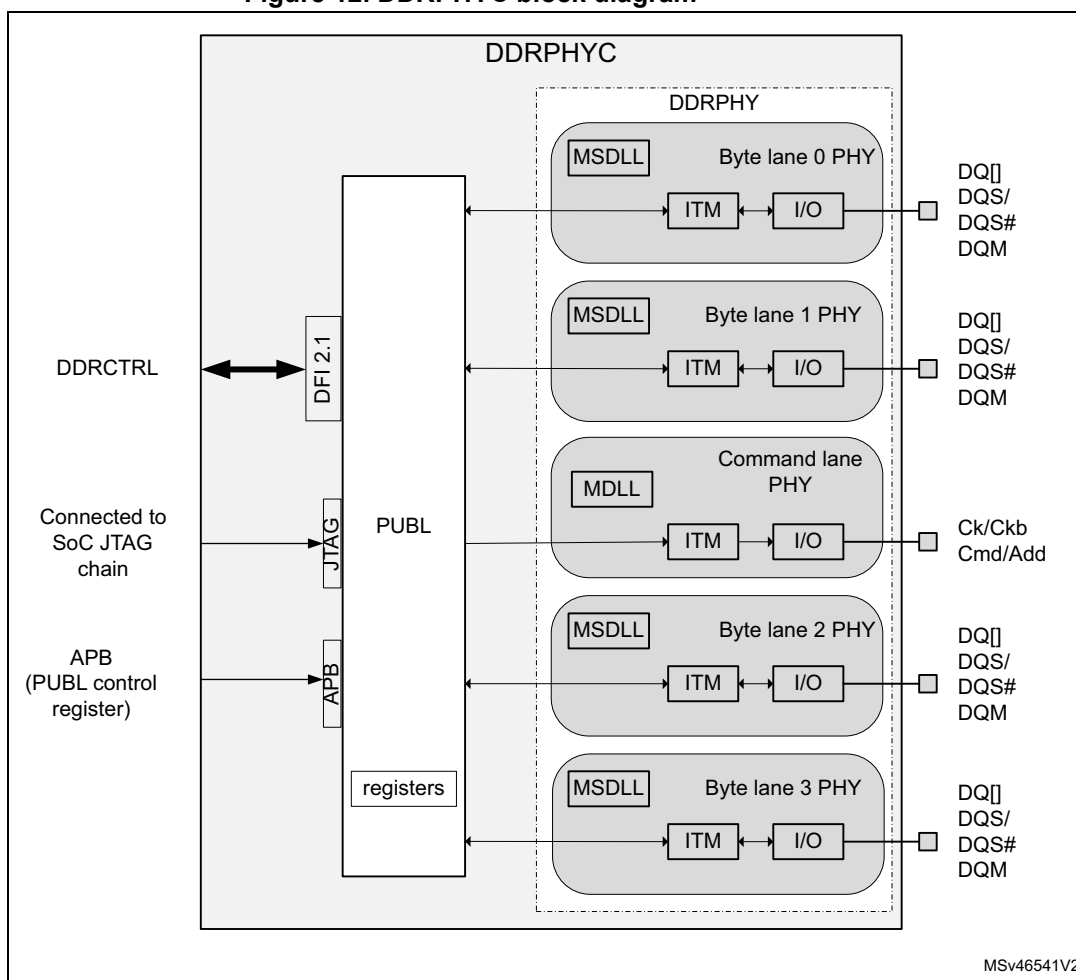 DDRPHYC
DDRPHY
MSDLL
Byte lane 0 PHY
ITM
I/O
DQ[]
DQS/
DQS#
DQM
MSDLL
Byte lane 1 PHY
ITM
I/O
DQ[]
DQS/
DQS#
DQM
DDRCTRL
DFI 2.1
Command lane
PHY
MDLL
ITM
I/O
Ck/Ckb
Cmd/Add
Connected to
SoC JTAG
chain
JTAG
PUBL
MSDLL
Byte lane 2 PHY
ITM
I/O
DQ[]
DQS/
DQS#
DQM
APB
(PUBL control
register)
APB
registers
MSDLL
Byte lane 3 PHY
ITM
I/O
DQ[]
DQS/
DQS#
DQM
MSv46541V2